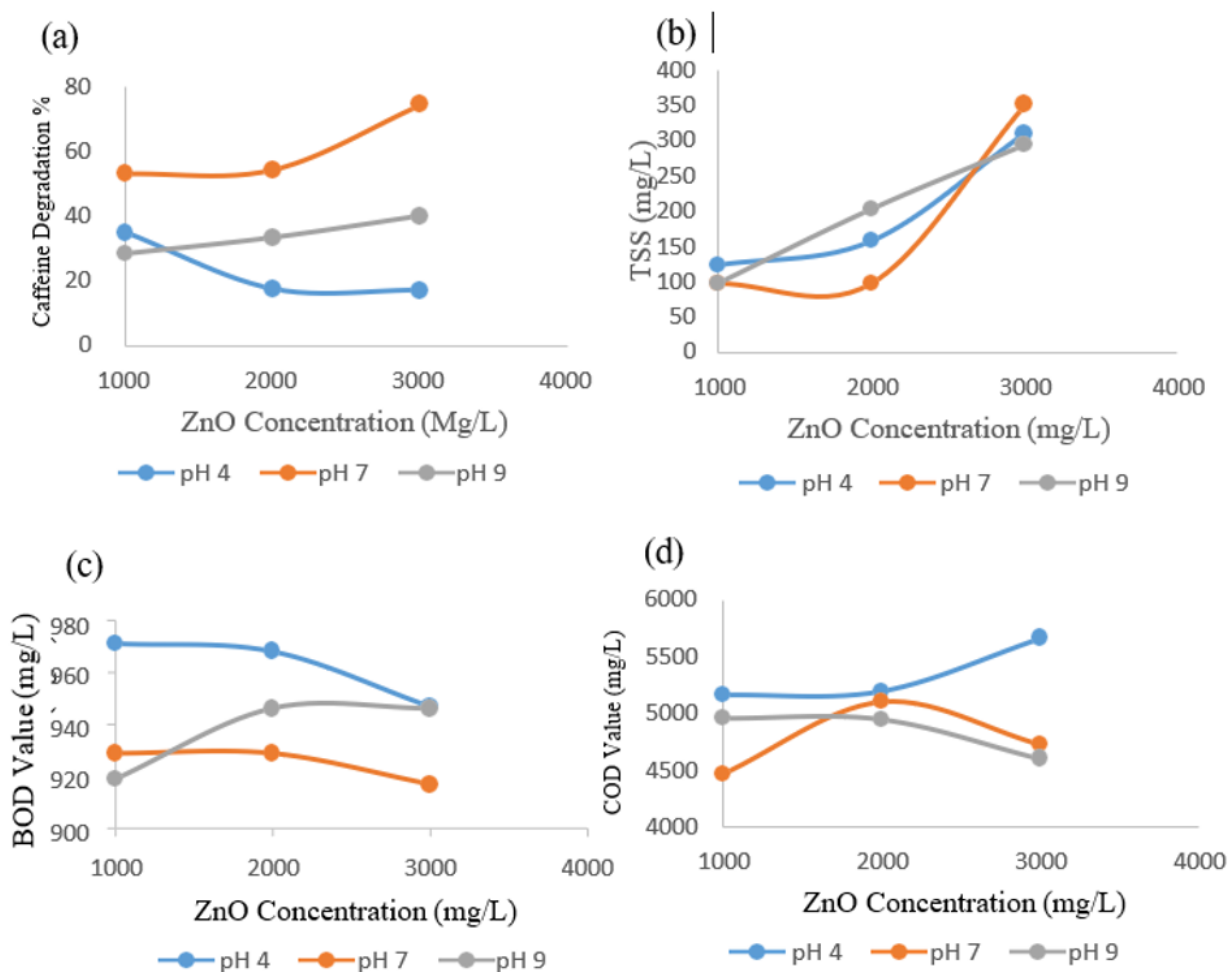 (a)
Caffeine Degradation %
80
60
40
20
0
1000 2000 3000 4000
ZnO Concentration (Mg/L)
pH 4 pH 7 pH 9
(b)
TSS (mg/L)
400
350
300
250
200
150
100
50
0
1000 2000 3000 4000
ZnO Concentration (mg/L)
pH 4 pH 7 pH 9
(c)
BOD Value (mg/L)
980
960
940
920
900
1000 2000 3000 4000
ZnO Concentration (mg/L)
pH 4 pH 7 pH 9
(d)
COD Value (mg/L)
6000
5500
5000
4500
4000
1000 2000 3000 4000
ZnO Concentration (mg/L)
pH 4 pH 7 pH 9